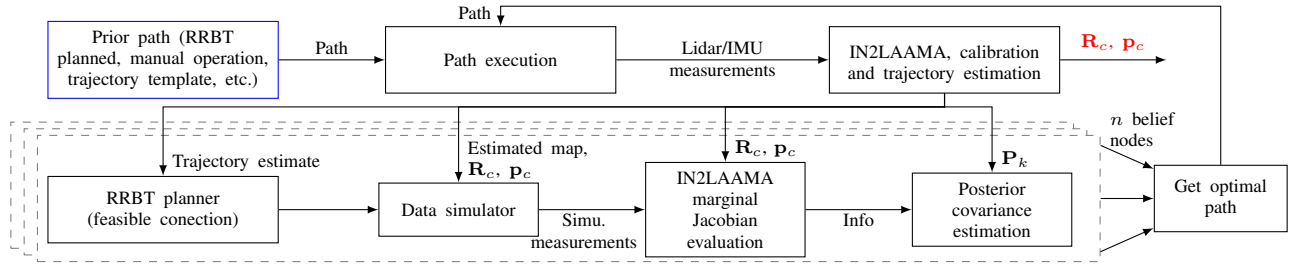 Path
Prior path (RRBT
planned, manual operation,
trajectory template, etc.)
Path
Path execution
Lidar/IMU
measurements
IN2LAAMA, calibration
and trajectory estimation
R_c, p_c
Trajectory estimate
Estimated map,
R_c, p_c
R_c, p_c
P_k
n belief
nodes
RRBT planner
(feasible conection)
Data simulator
Simu.
measurements
IN2LAAMA
marginal
Jacobian
evaluation
Info
Posterior
covariance
estimation
Get optimal
path